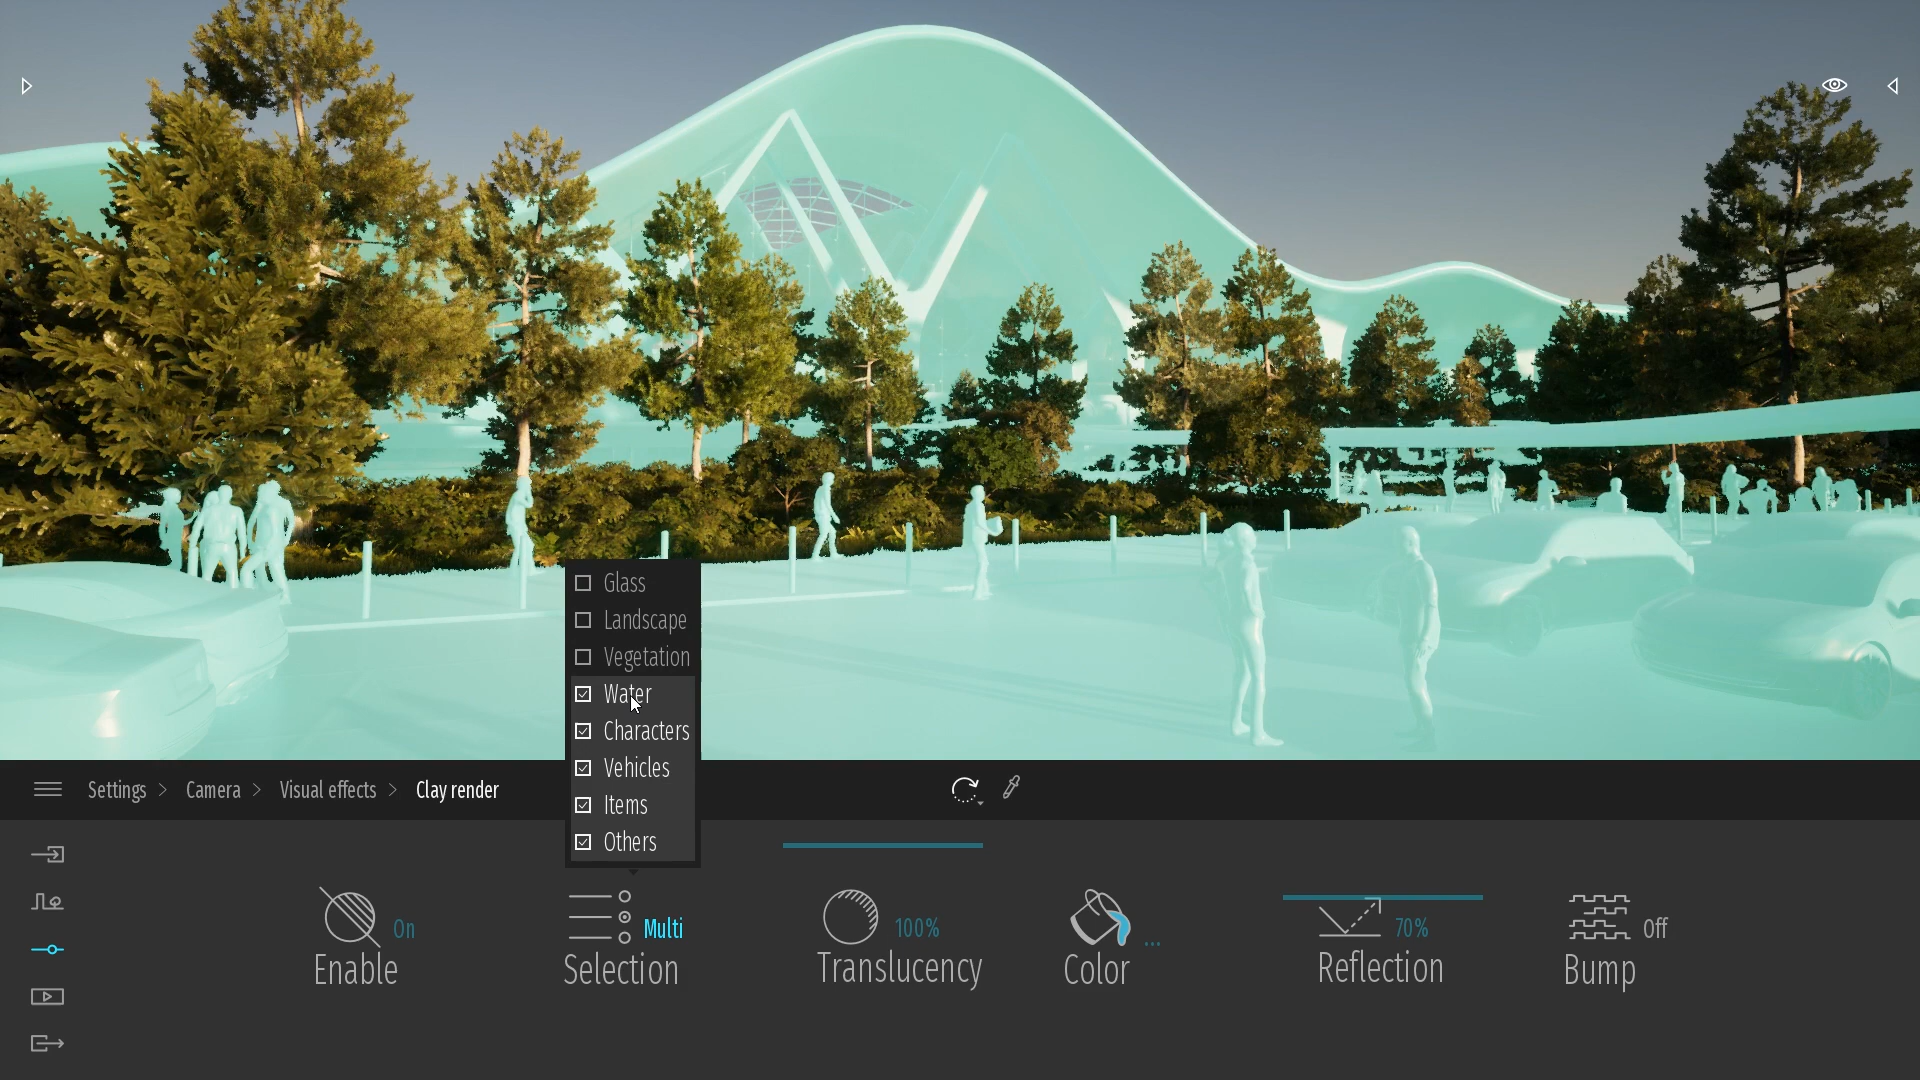 Glass
Landscape
Vegetation
Water
Characters
Vehicles
Items
Others
Settings > Camera > Visual effects > Clay render
On
Enable
Multi
Selection
100%
Translucency
...
Color
70%
Reflection
Off
Bump